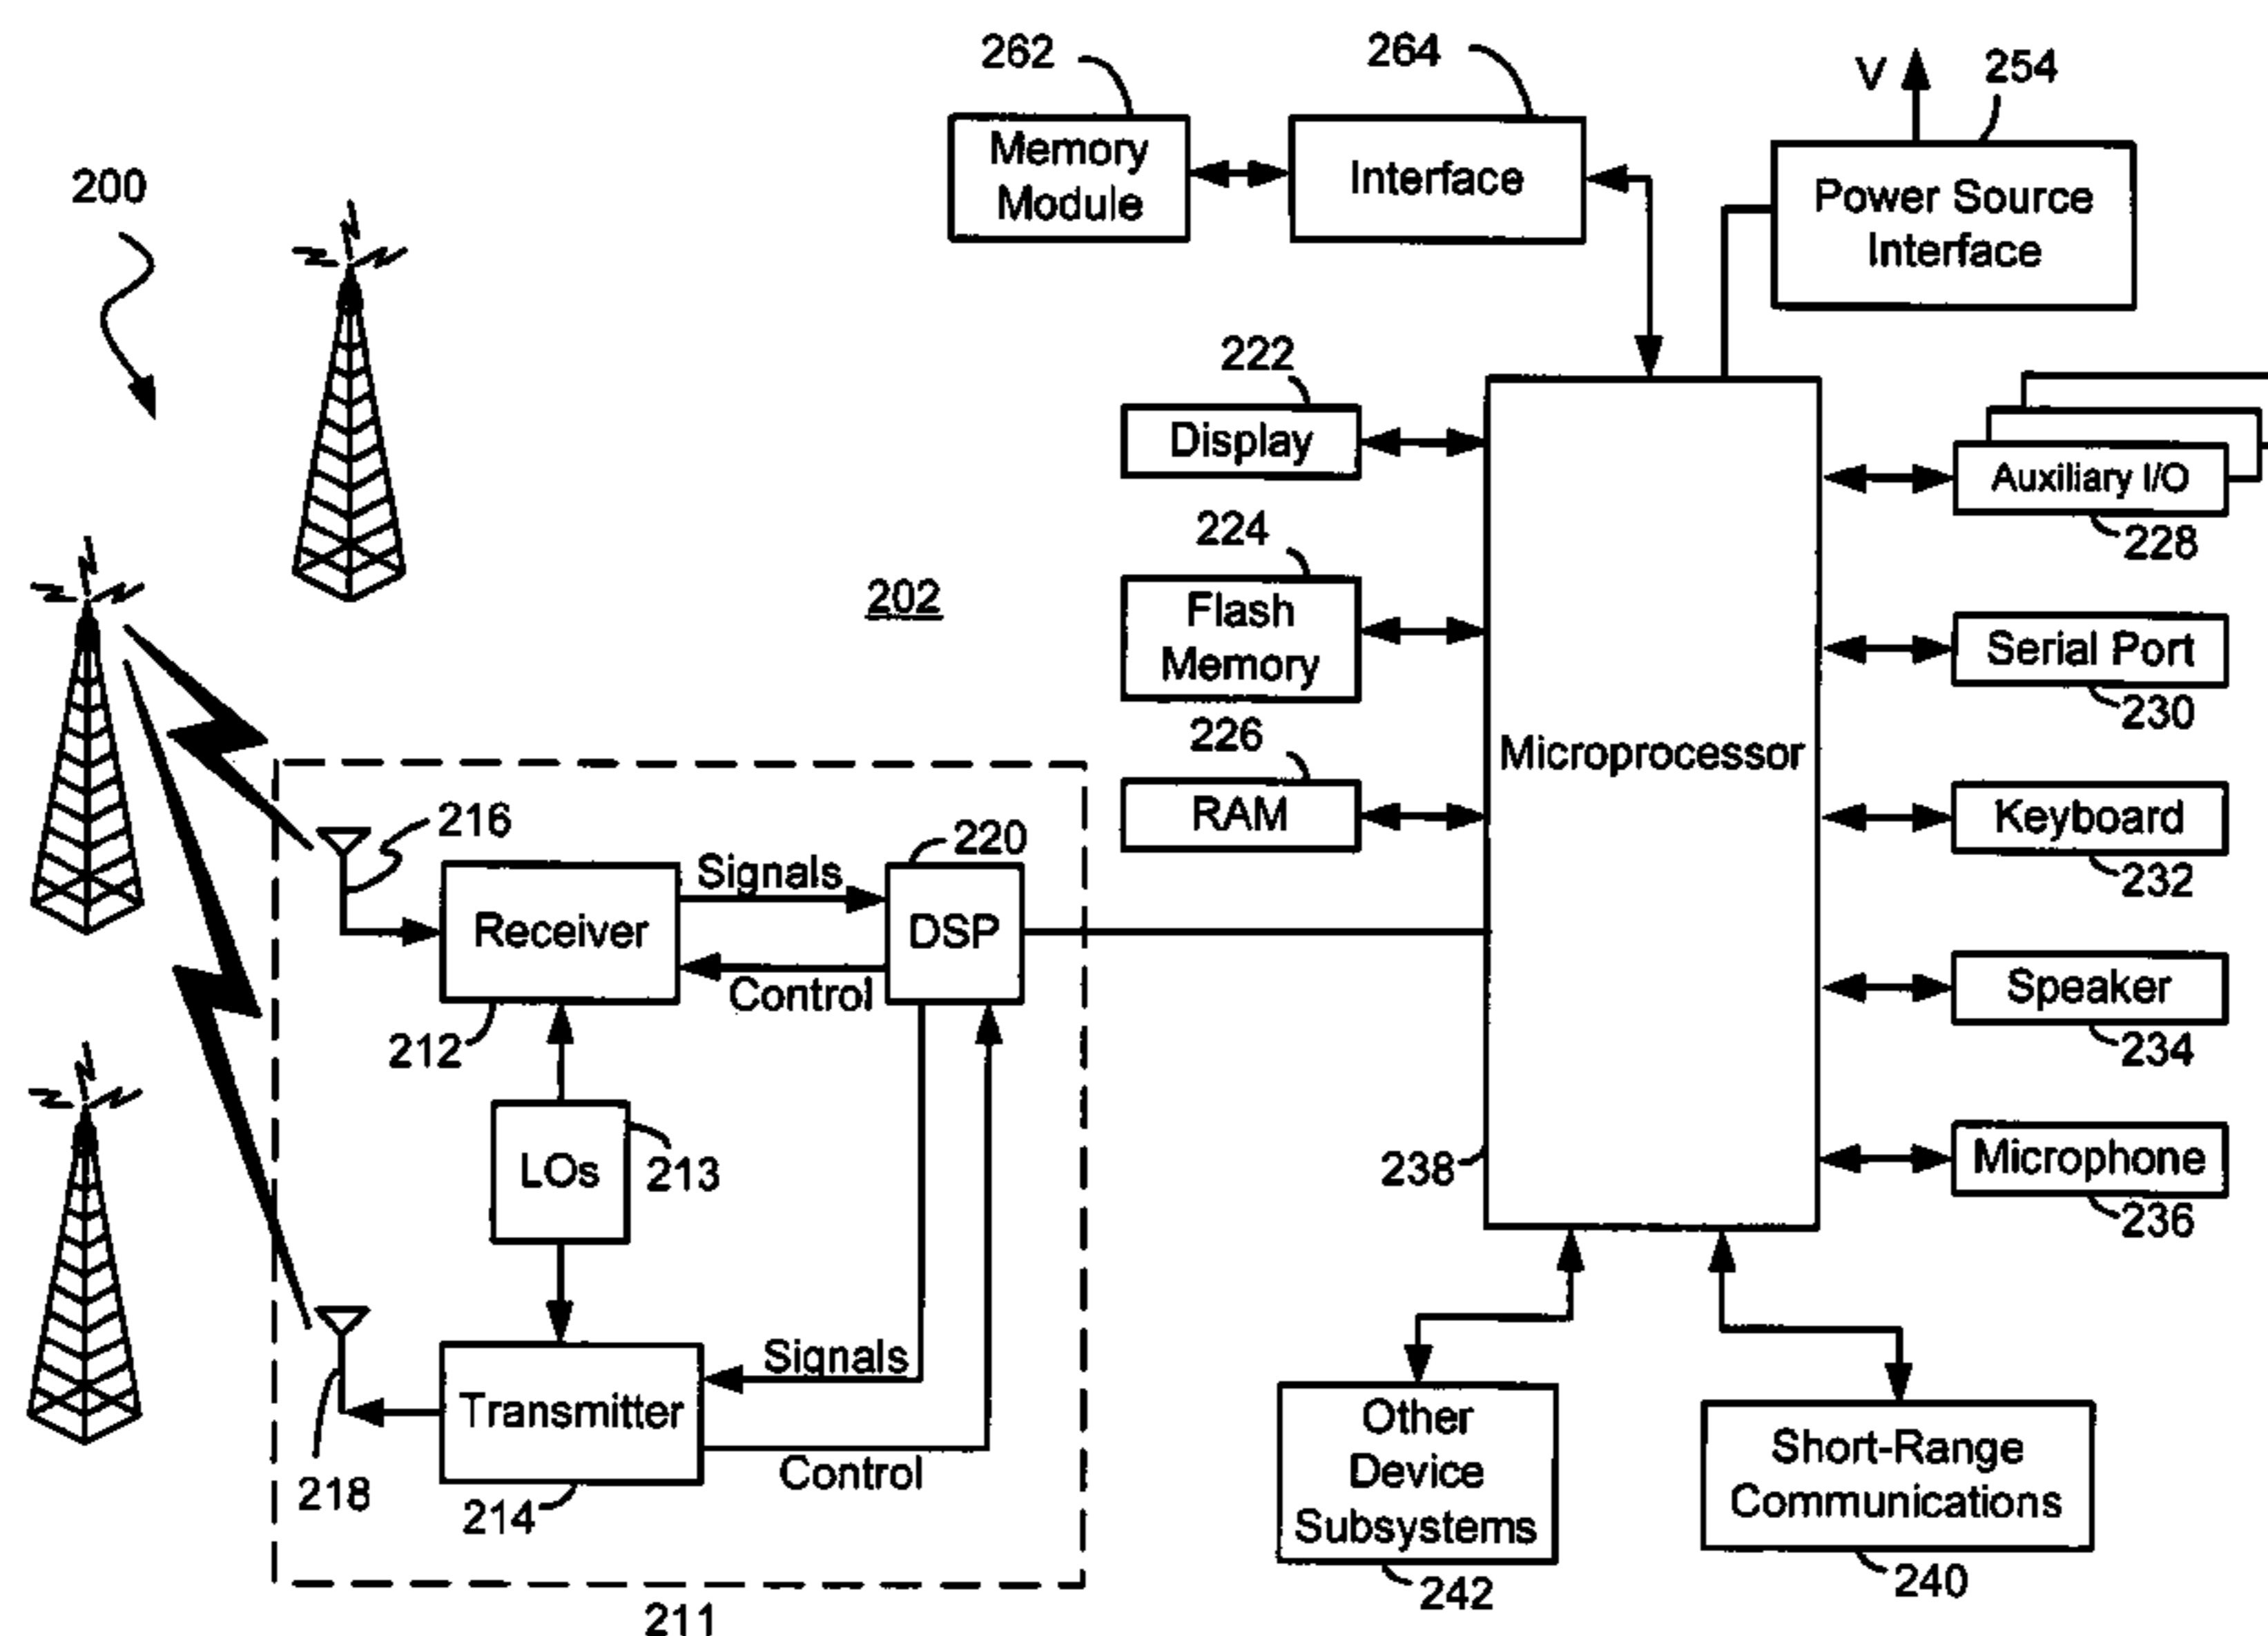 262
264
V
254
Memory
Module
Interface
Power Source
Interface
200
222
Display
Auxiliary I/O
228
224
Flash
Memory
202
Serial Port
230
226
RAM
Microprocessor
Keyboard
232
216
220
Signals
Receiver
DSP
Control
212
Speaker
234
LOs
213
238
Microphone
236
Signals
Transmitter
Control
218
214
Other
Device
Subsystems
242
Short-Range
Communications
240
211